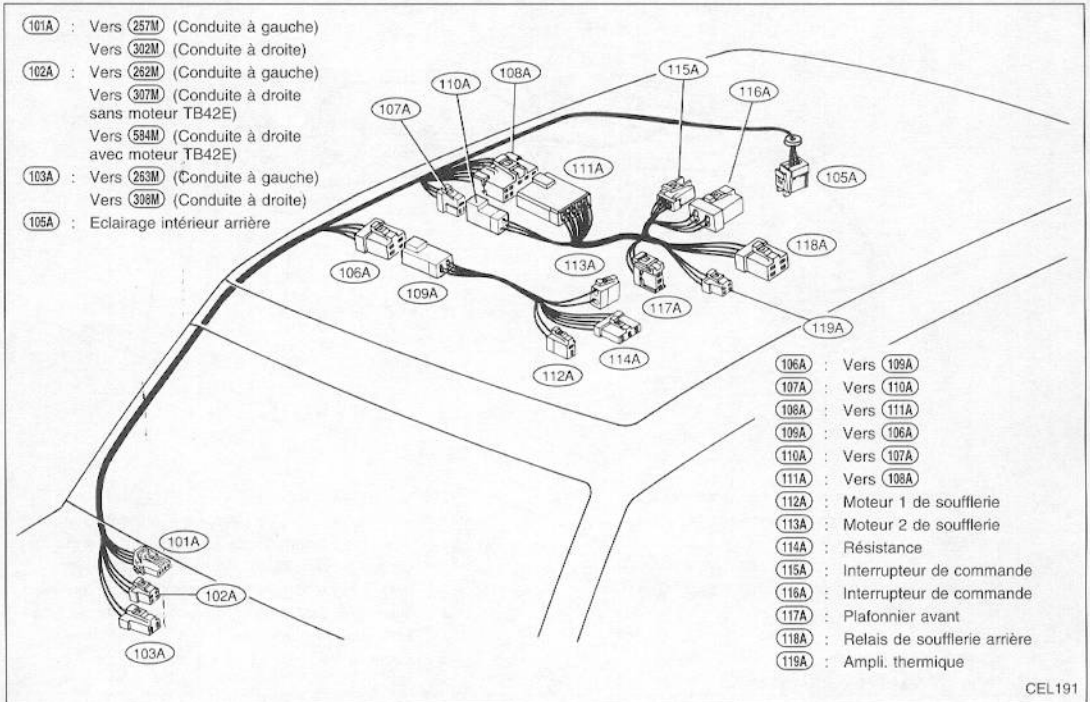 101A : Vers 257M (Conduite à gauche)
Vers 302M (Conduite à droite)
102A : Vers 262M (Conduite à gauche)
Vers 307M (Conduite à droite
sans moteur TB42E)
Vers 584M (Conduite à droite
avec moteur TB42E)
103A : Vers 263M (Conduite à gauche)
Vers 308M (Conduite à droite)
105A : Eclairage intérieur arrière
108A
110A
107A
115A
116A
111A
105A
106A
109A
113A
118A
117A
119A
112A
114A
101A
102A
103A
106A : Vers 109A
107A : Vers 110A
108A : Vers 111A
109A : Vers 106A
110A : Vers 107A
111A : Vers 108A
112A : Moteur 1 de soufflerie
113A : Moteur 2 de soufflerie
114A : Résistance
115A : Interrupteur de commande
116A : Interrupteur de commande
117A : Plafonnier avant
118A : Relais de soufflerie arrière
119A : Ampli. thermique
CEL191